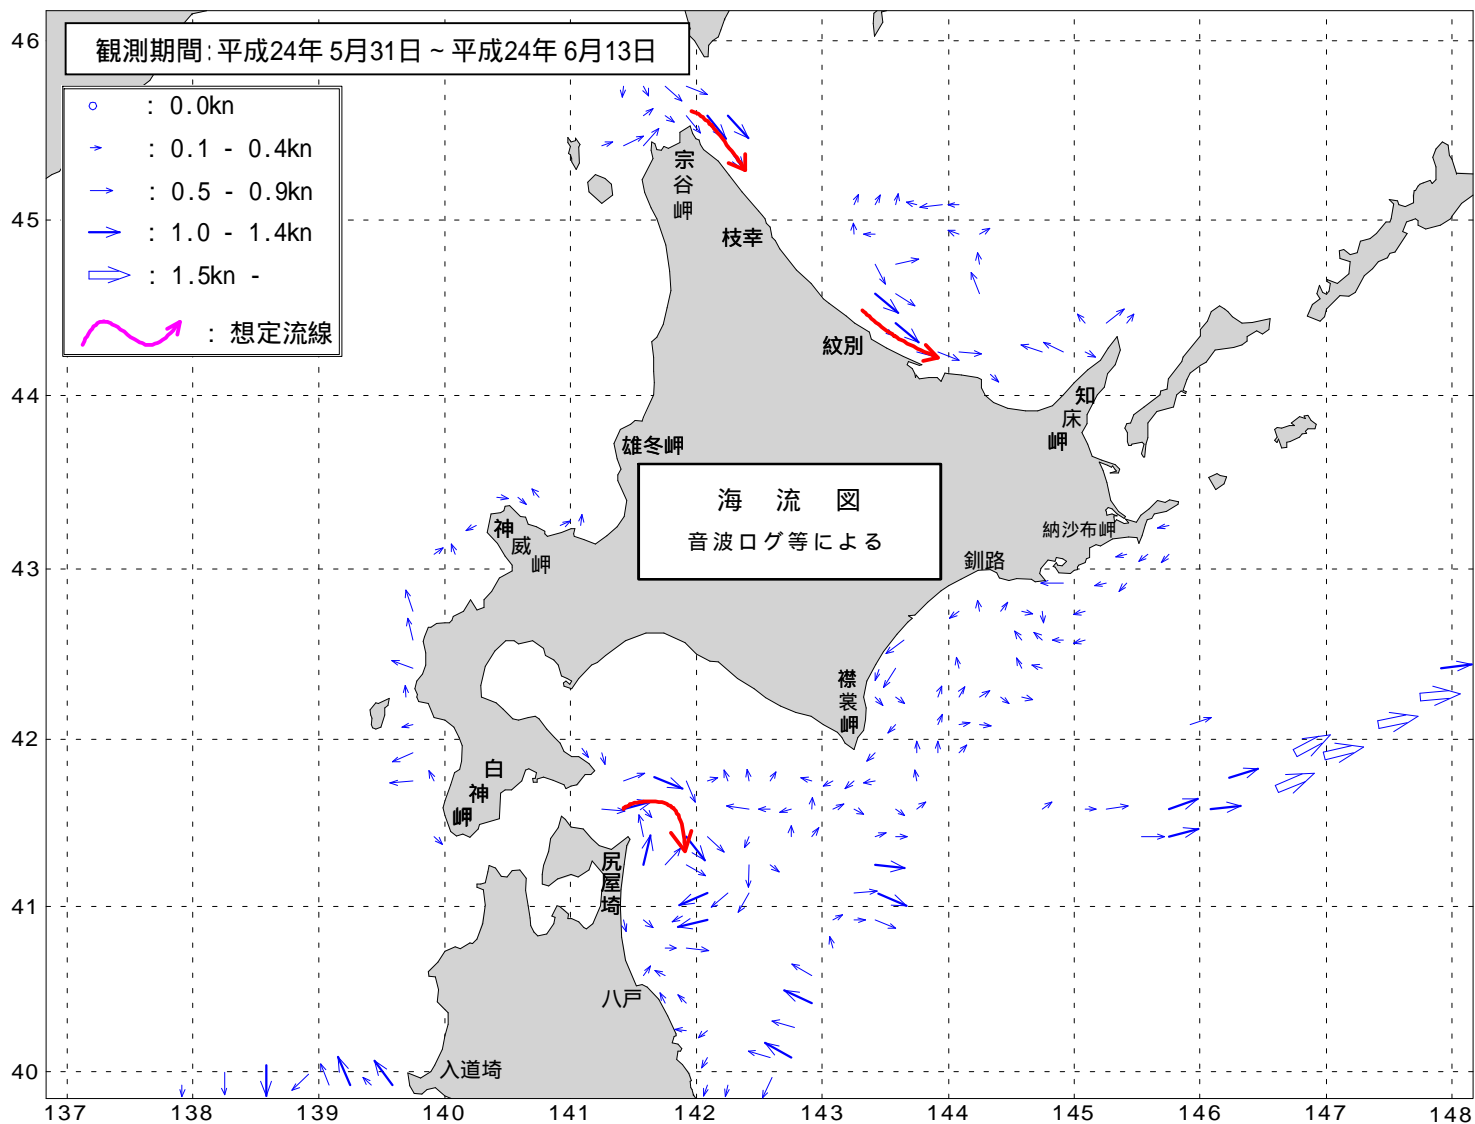 観測期間:平成24年 5月31日 ~ 平成24年 6月13日
: 0.0kn
: 0.1 - 0.4kn
: 0.5 - 0.9kn
: 1.0 - 1.4kn
: 1.5kn -
: 想定流線
46
45
44
43
42
41
40
宗谷岬
枝幸
紋別
知床岬
雄冬岬
海 流 図
音波ログ等による
納沙布岬
釧路
神威岬
襟裳岬
白神岬
尻屋埼
八戸
入道埼
137 138 139 140 141 142 143 144 145 146 147 148